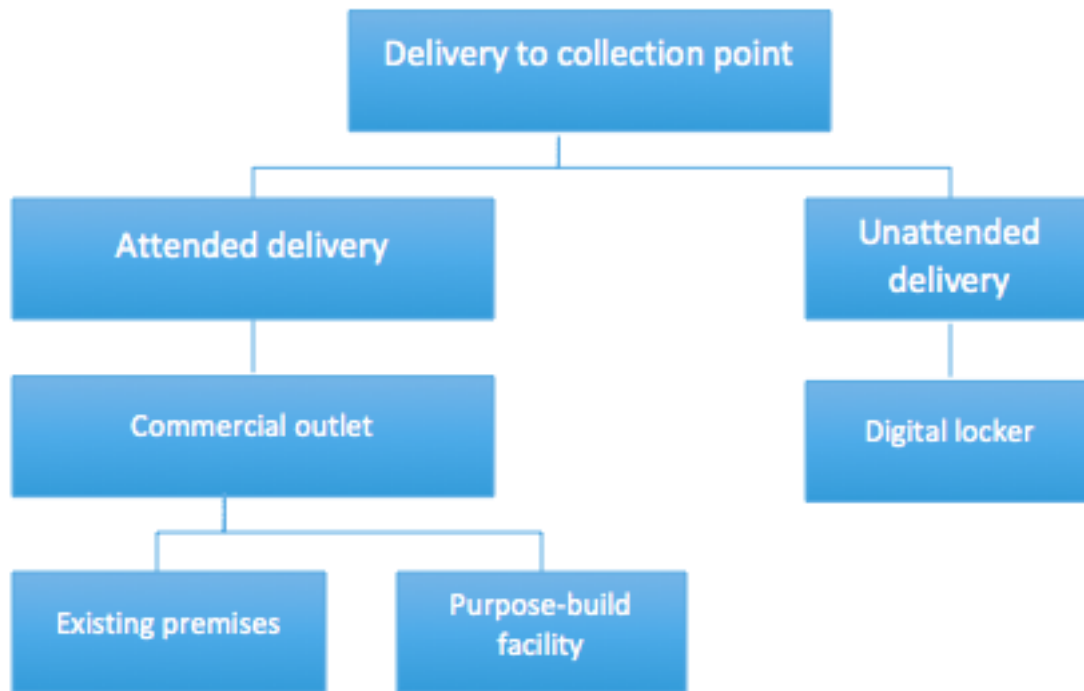 Delivery to collection point
Attended delivery
Unattended
delivery
Commercial outlet
Digital locker
Existing premises
Purpose-build
facility